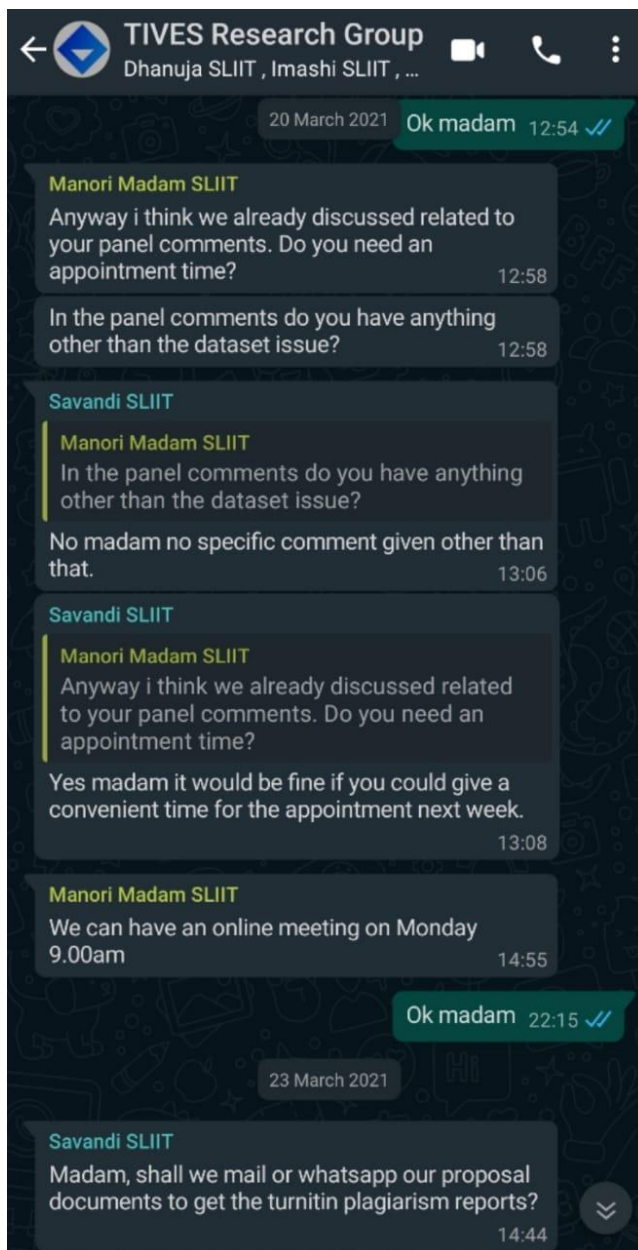 TIVES Research Group
Dhanuja SLIIT , Imashi SLIIT , ...
20 March 2021
Ok madam 12:54
Manori Madam SLIIT
Anyway i think we already discussed related to
your panel comments. Do you need an
appointment time?
12:58
In the panel comments do you have anything
other than the dataset issue?
12:58
Savandi SLIIT
Manori Madam SLIIT
In the panel comments do you have anything
other than the dataset issue?
No madam no specific comment given other than
that.
13:06
Savandi SLIIT
Manori Madam SLIIT
Anyway i think we already discussed related
to your panel comments. Do you need an
appointment time?
Yes madam it would be fine if you could give a
convenient time for the appointment next week.
13:08
Manori Madam SLIIT
We can have an online meeting on Monday
9.00am
14:55
Ok madam 22:15
23 March 2021
Savandi SLIIT
Madam, shall we mail or whatsapp our proposal
documents to get the turnitin plagiarism reports?
14:44